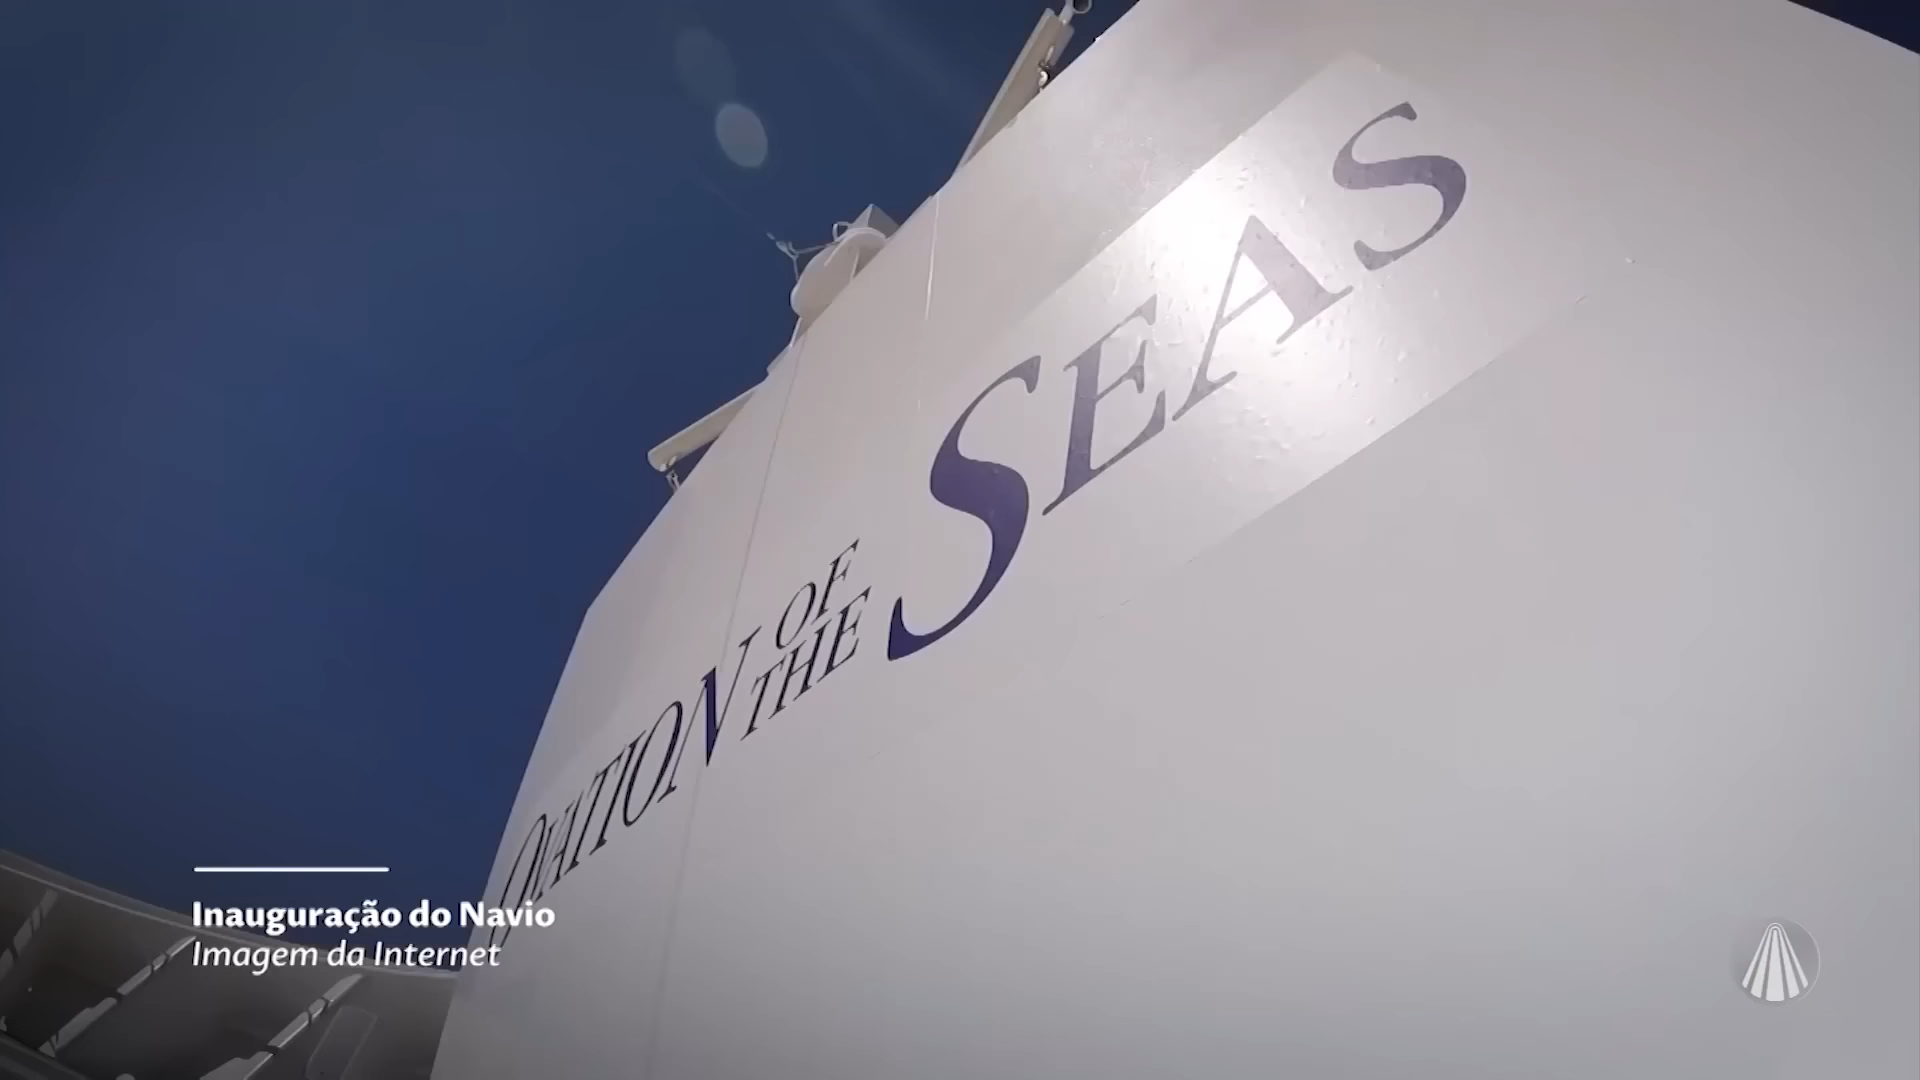 OVATION OF THE SEAS
Inauguração do Navio
Imagem da Internet